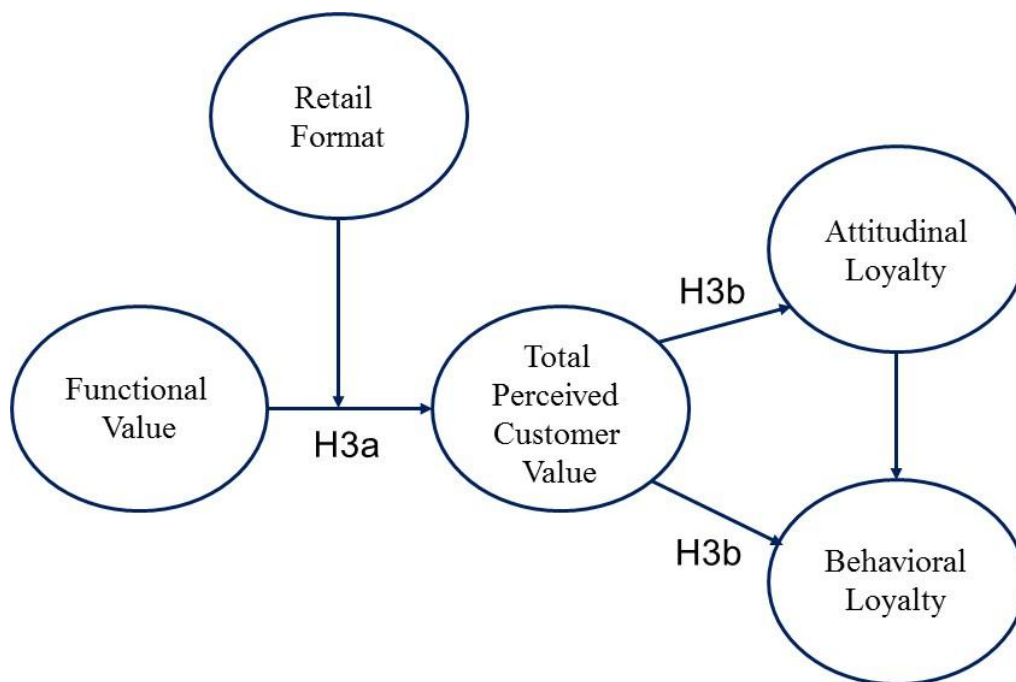 Retail
Format
Attitudinal
Loyalty
H3b
Functional
Value
H3a
Total
Perceived
Customer
Value
H3b
Behavioral
Loyalty